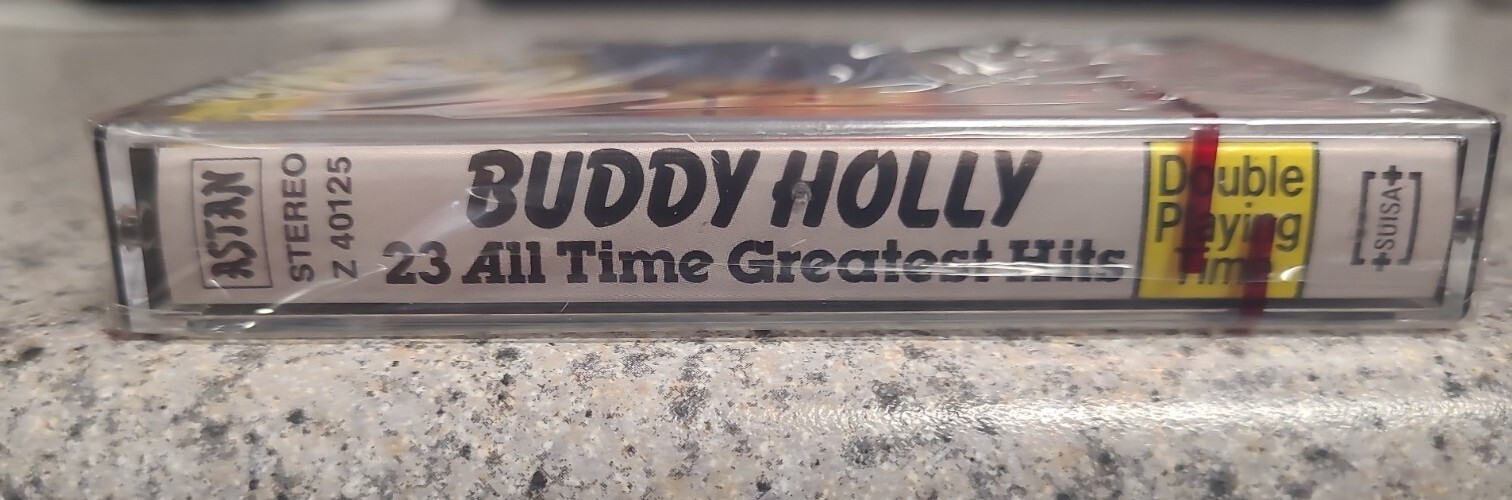 ASTAN
STEREO
Z 40125
BUDDY HOLLY
23 All Time Greatest Hits
Double
Playing
Time
SUISA